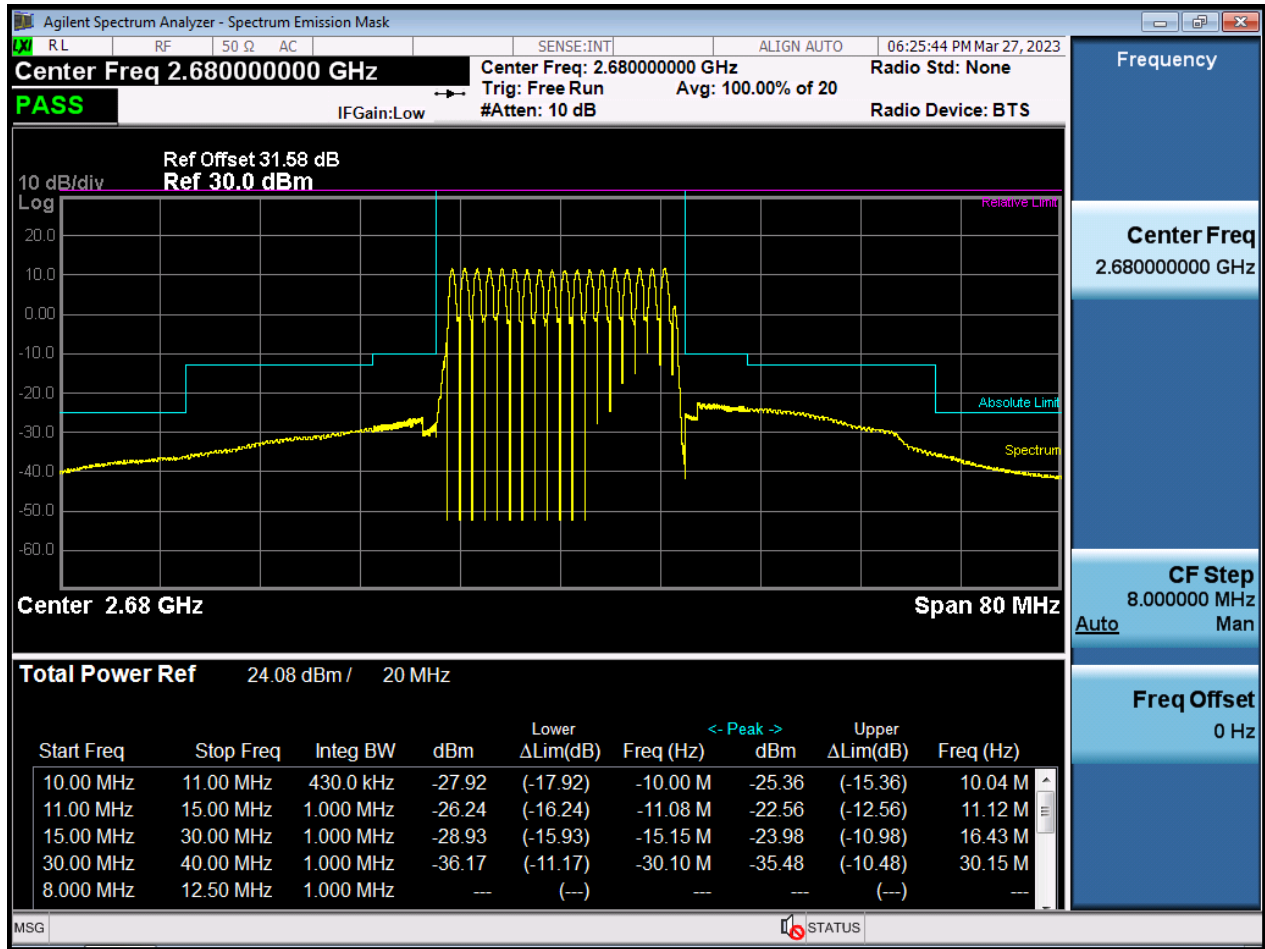 Agilent Spectrum Analyzer - Spectrum Emission Mask
LXI RL RF 50 Ω AC SENSE:INT ALIGN AUTO 06:25:44 PM Mar 27, 2023
Center Freq 2.680000000 GHz
Center Freq: 2.680000000 GHz
Radio Std: None
Trig: Free Run
Avg: 100.00% of 20
PASS
IFGain:Low
#Atten: 10 dB
Radio Device: BTS
Ref Offset 31.58 dB
10 dB/div Ref 30.0 dBm
Log
Relative Limit
20.0
10.0
0.00
-10.0
-20.0
Absolute Limit
-30.0
Spectrum
-40.0
-50.0
-60.0
Center 2.68 GHz
Span 80 MHz
Total Power Ref 24.08 dBm / 20 MHz
Lower <- Peak -> Upper
Start Freq Stop Freq Integ BW dBm ΔLim(dB) Freq (Hz) dBm ΔLim(dB) Freq (Hz)
10.00 MHz 11.00 MHz 430.0 kHz -27.92 (-17.92) -10.00 M -25.36 (-15.36) 10.04 M
11.00 MHz 15.00 MHz 1.000 MHz -26.24 (-16.24) -11.08 M -22.56 (-12.56) 11.12 M
15.00 MHz 30.00 MHz 1.000 MHz -28.93 (-15.93) -15.15 M -23.98 (-10.98) 16.43 M
30.00 MHz 40.00 MHz 1.000 MHz -36.17 (-11.17) -30.10 M -35.48 (-10.48) 30.15 M
8.000 MHz 12.50 MHz 1.000 MHz --- (---) --- --- (---) ---
MSG STATUS
Frequency
Center Freq
2.680000000 GHz
CF Step
8.000000 MHz
Auto Man
Freq Offset
0 Hz